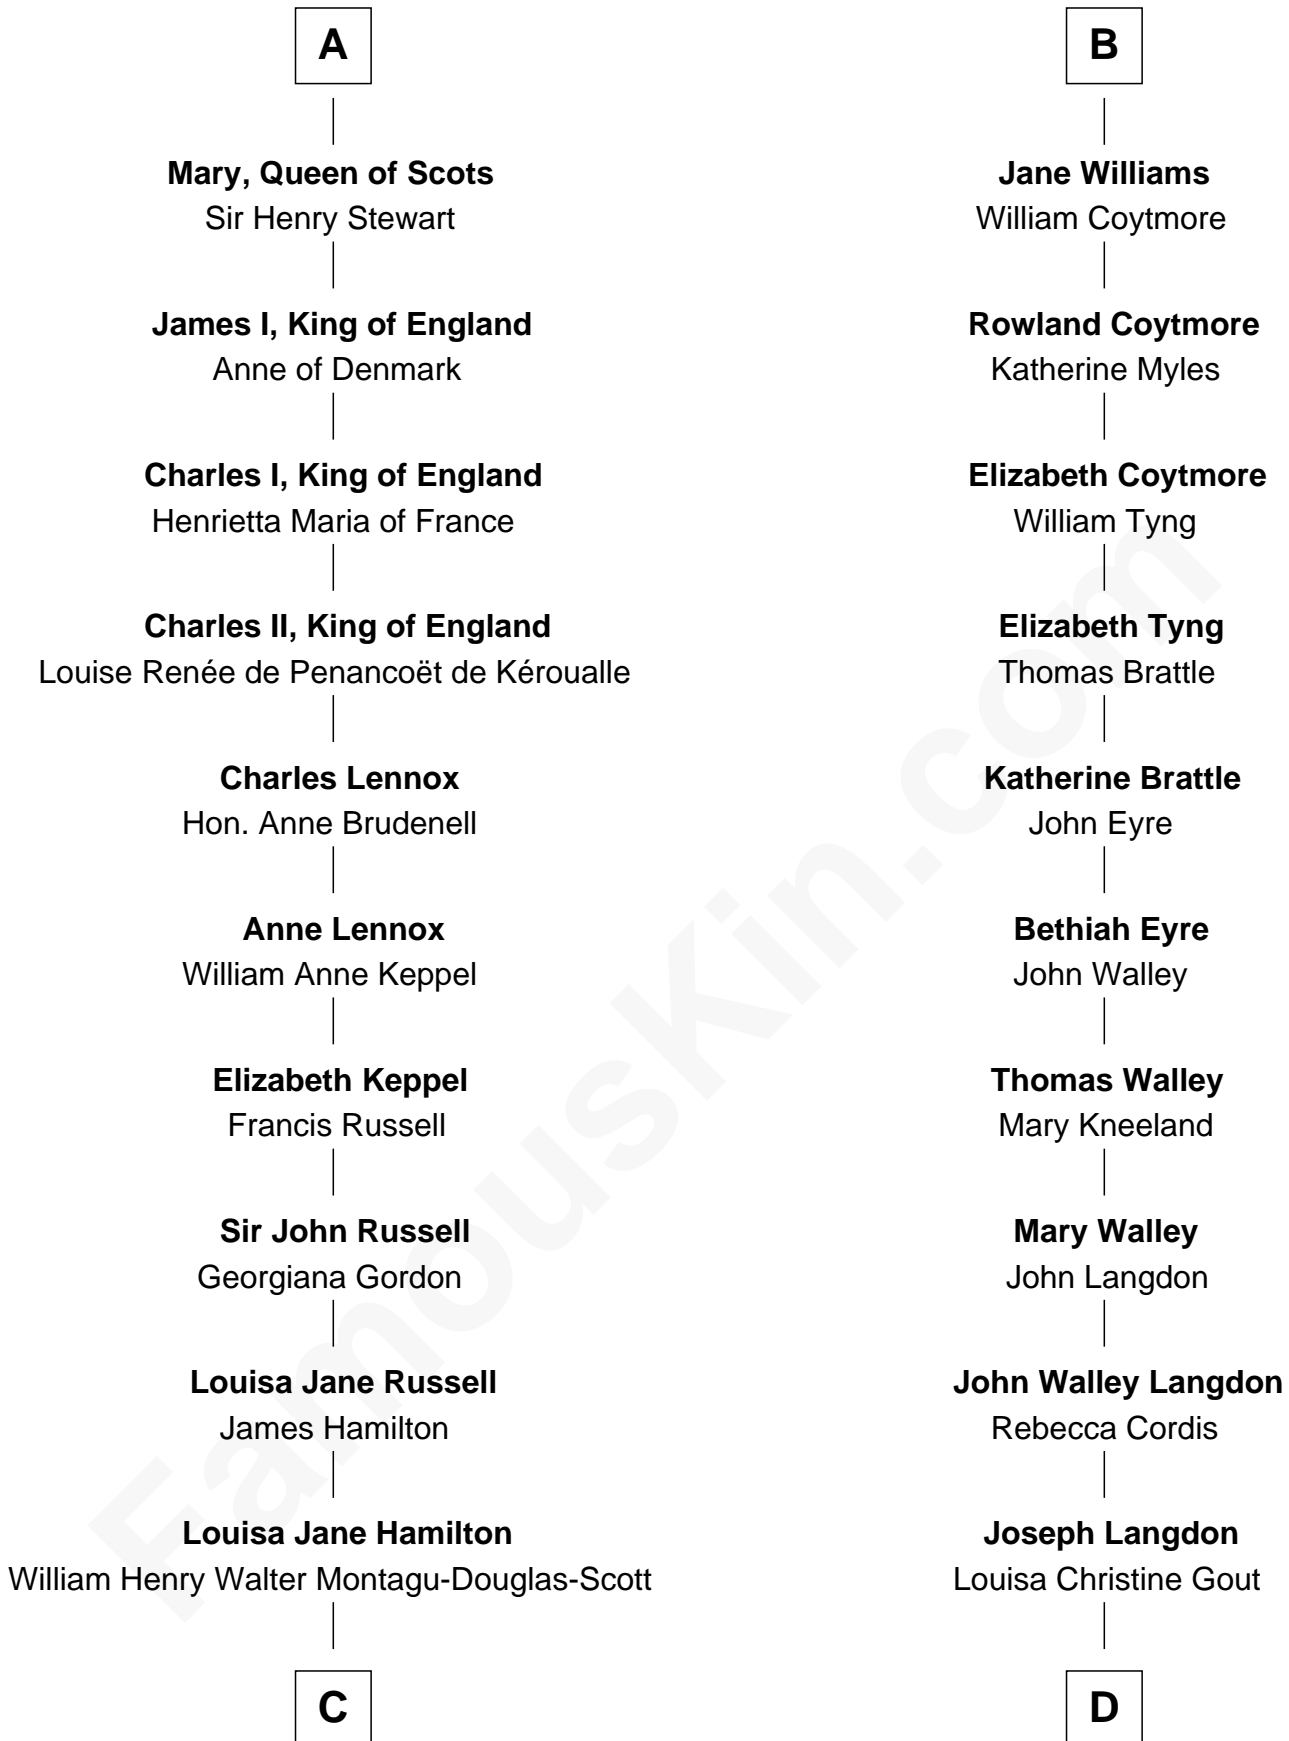 A
Mary, Queen of Scots
Sir Henry Stewart
James I, King of England
Anne of Denmark
Charles I, King of England
Henrietta Maria of France
Charles II, King of England
Louise Renée de Penancoët de Kéroualle
Charles Lennox
Hon. Anne Brudenell
Anne Lennox
William Anne Keppel
Elizabeth Keppel
Francis Russell
Sir John Russell
Georgiana Gordon
Louisa Jane Russell
James Hamilton
Louisa Jane Hamilton
William Henry Walter Montagu-Douglas-Scott
C
B
Jane Williams
William Coytmore
Rowland Coytmore
Katherine Myles
Elizabeth Coytmore
William Tyng
Elizabeth Tyng
Thomas Brattle
Katherine Brattle
John Eyre
Bethiah Eyre
John Walley
Thomas Walley
Mary Kneeland
Mary Walley
John Langdon
John Walley Langdon
Rebecca Cordis
Joseph Langdon
Louisa Christine Gout
D
FamousKin.com